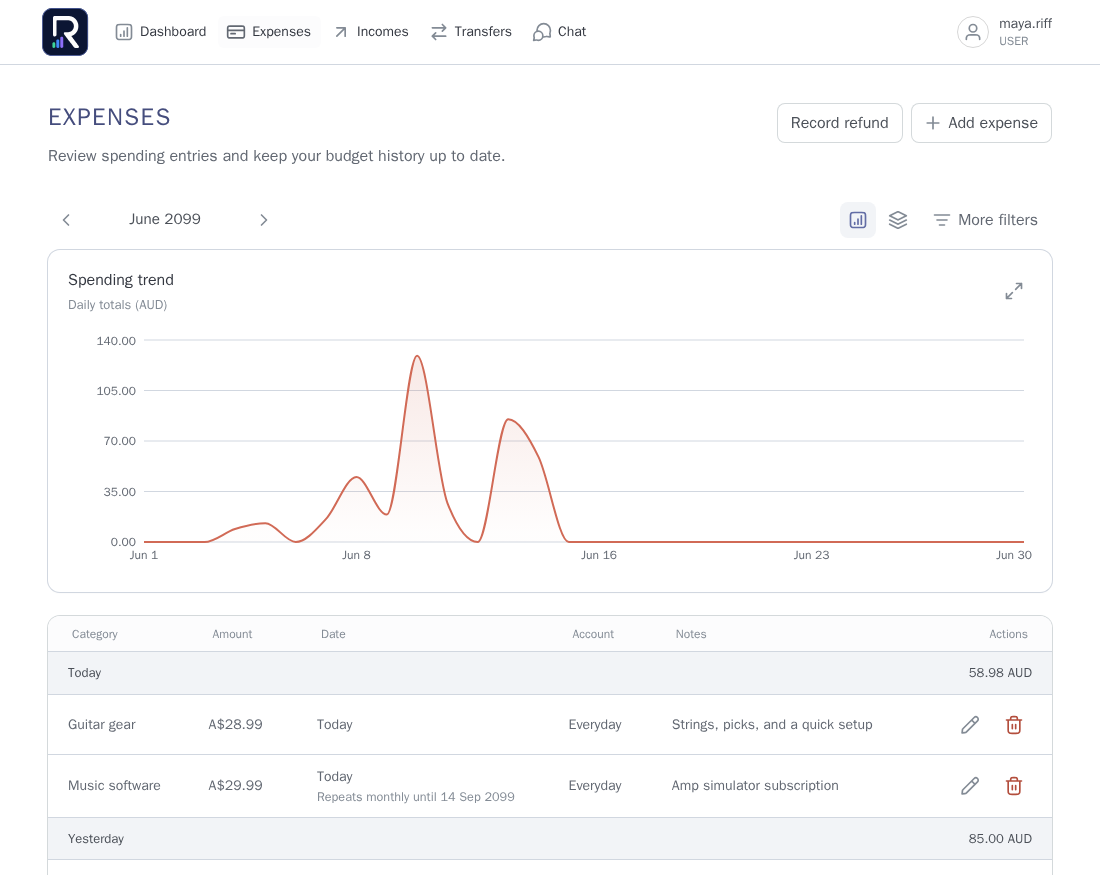 R
Dashboard
Expenses
Incomes
Transfers
Chat
maya.riff
USER
EXPENSES
Review spending entries and keep your budget history up to date.
Record refund
Add expense
June 2099
More filters
Spending trend
Daily totals (AUD)
140.00
105.00
70.00
35.00
0.00
Jun 1
Jun 8
Jun 16
Jun 23
Jun 30
Category Amount Date Account Notes Actions
Today 58.98 AUD
Guitar gear A$28.99 Today Everyday Strings, picks, and a quick setup
Music software A$29.99 Today Everyday Amp simulator subscription
Repeats monthly until 14 Sep 2099
Yesterday 85.00 AUD